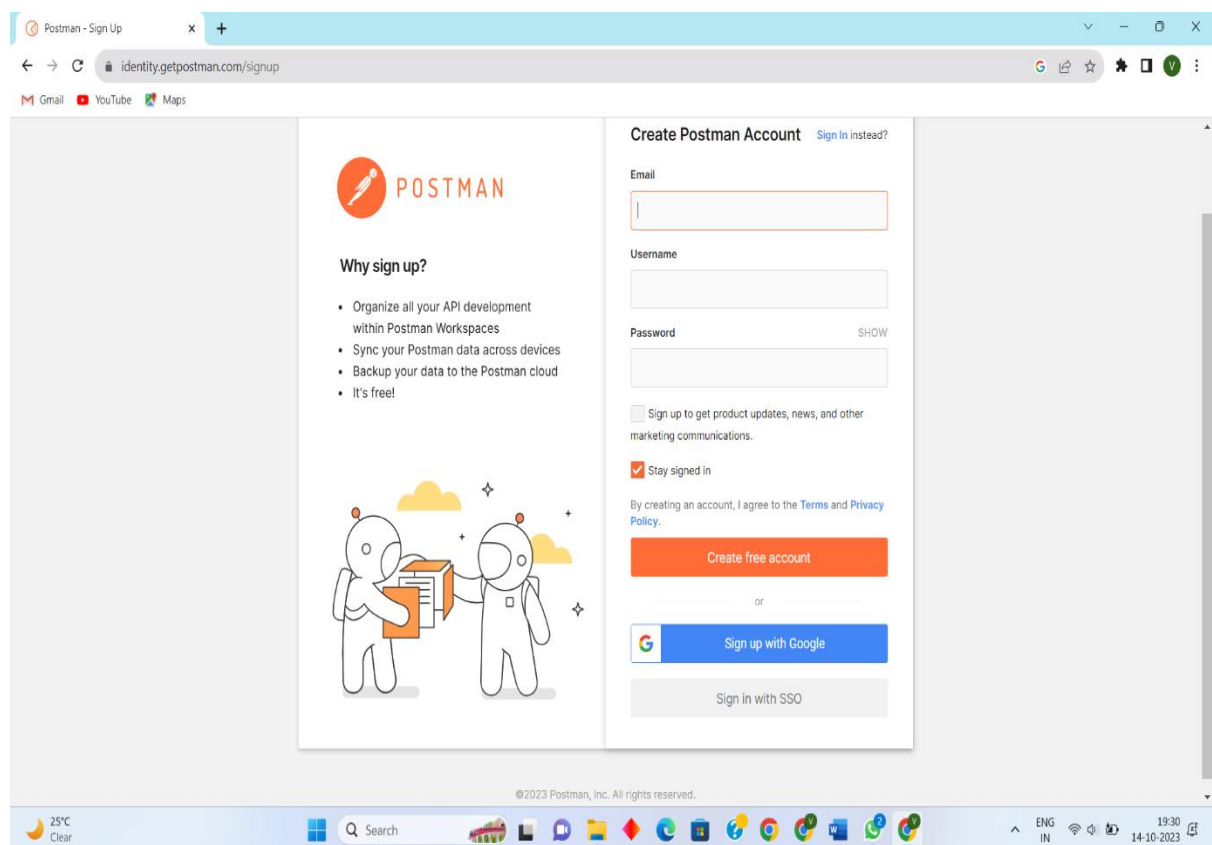 Postman - Sign Up
identity.getpostman.com/signup
Gmail YouTube Maps
POSTMAN
Why sign up?
• Organize all your API development
within Postman Workspaces
• Sync your Postman data across devices
• Backup your data to the Postman cloud
• It's free!
Create Postman Account Sign In instead?
Email
Username
Password SHOW
Sign up to get product updates, news, and other
marketing communications.
Stay signed in
By creating an account, I agree to the Terms and Privacy
Policy.
Create free account
or
Sign up with Google
Sign in with SSO
©2023 Postman, Inc. All rights reserved.
25°C
Clear
Search
ENG
IN
19:30
14-10-2023